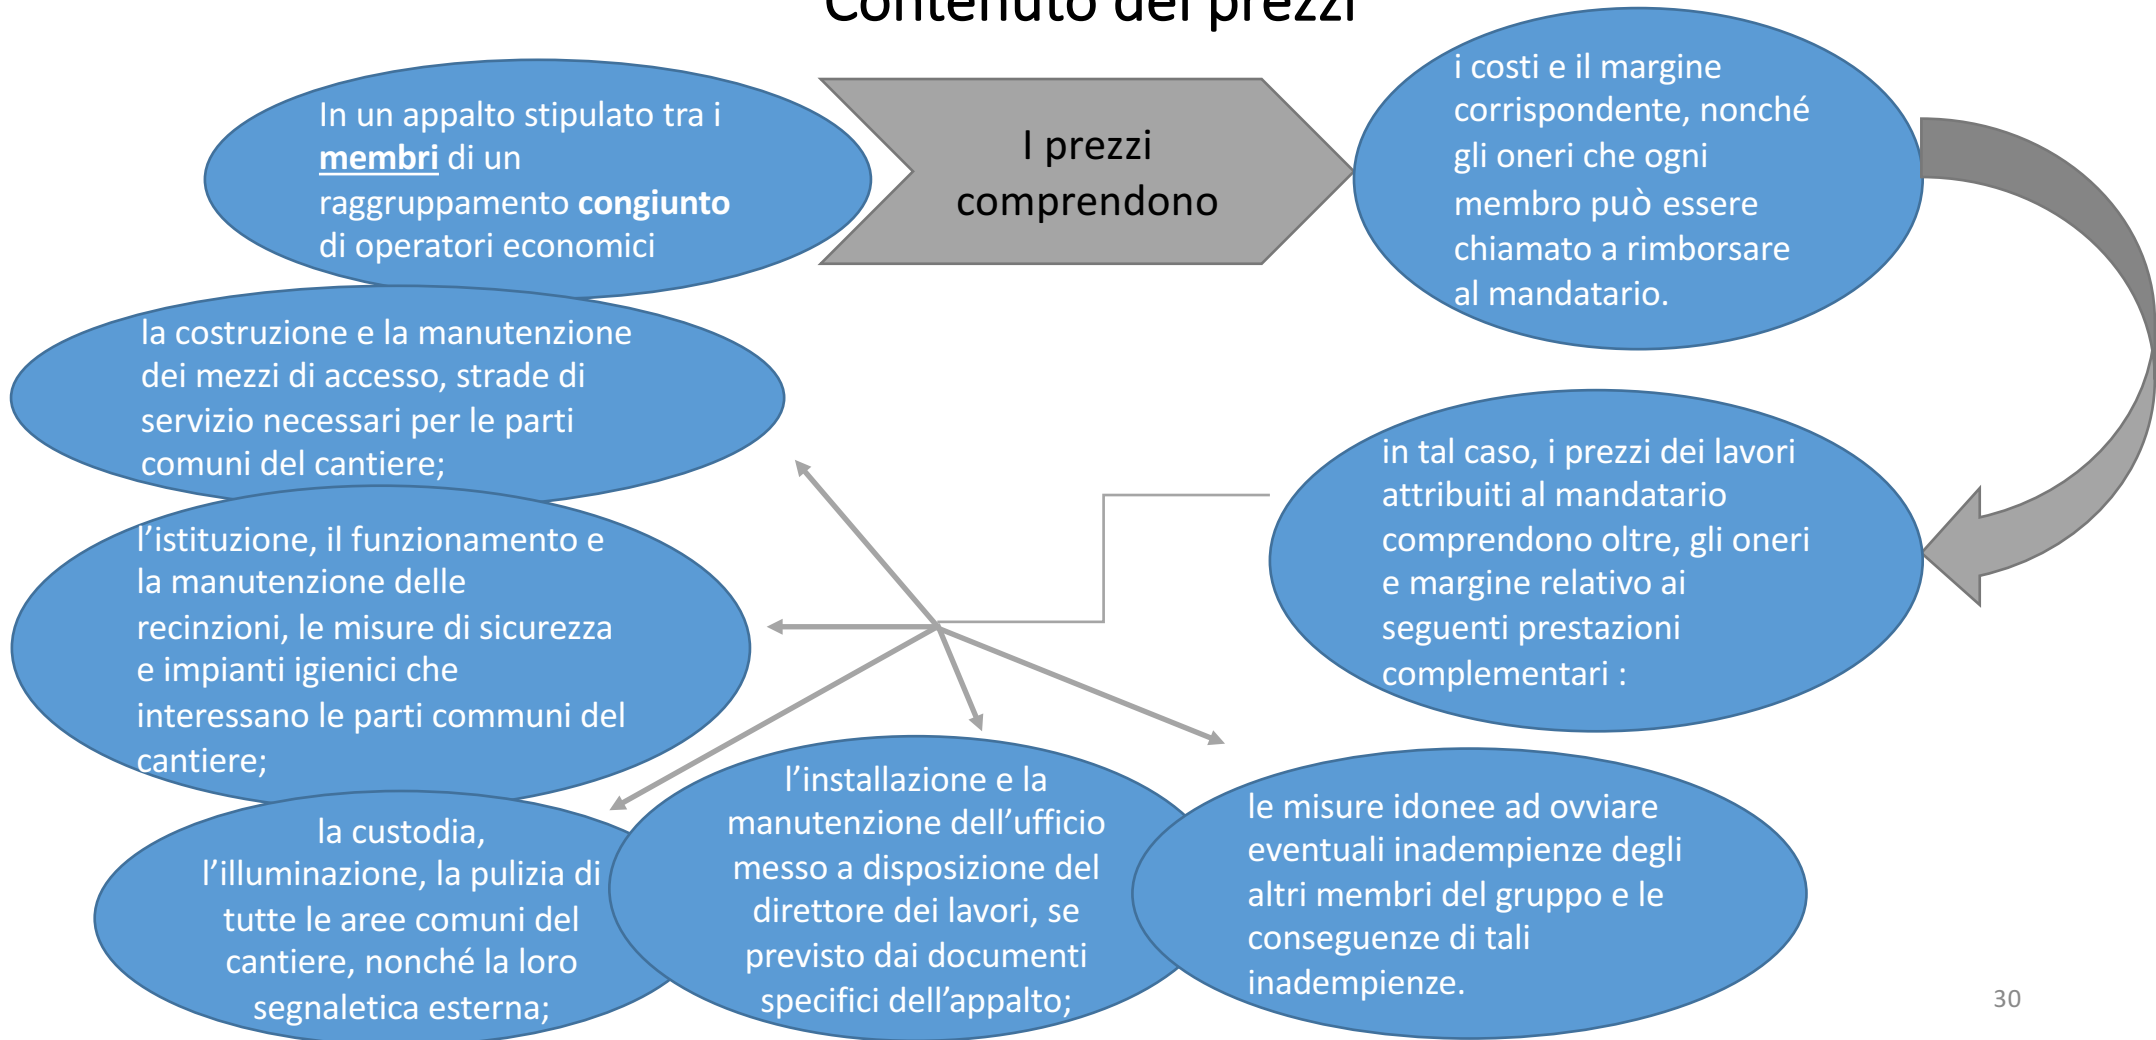 Contenuto dei prezzi
In un appalto stipulato tra i
membri di un
raggruppamento congiunto
di operatori economici
I prezzi
comprendono
i costi e il margine
corrispondente, nonché
gli oneri che ogni
membro può essere
chiamato a rimborsare
al mandatario.
in tal caso, i prezzi dei lavori
attribuiti al mandatario
comprendono oltre, gli oneri
e margine relativo ai
seguenti prestazioni
complementari :
la costruzione e la manutenzione
dei mezzi di accesso, strade di
servizio necessari per le parti
comuni del cantiere;
l’istituzione, il funzionamento e
la manutenzione delle
recinzioni, le misure di sicurezza
e impianti igienici che
interessano le parti communi del
cantiere;
la custodia,
l’illuminazione, la pulizia di
tutte le aree comuni del
cantiere, nonché la loro
segnaletica esterna;
l’installazione e la
manutenzione dell’ufficio
messo a disposizione del
direttore dei lavori, se
previsto dai documenti
specifici dell’appalto;
le misure idonee ad ovviare
eventuali inadempienze degli
altri membri del gruppo e le
conseguenze di tali
inadempienze.
30